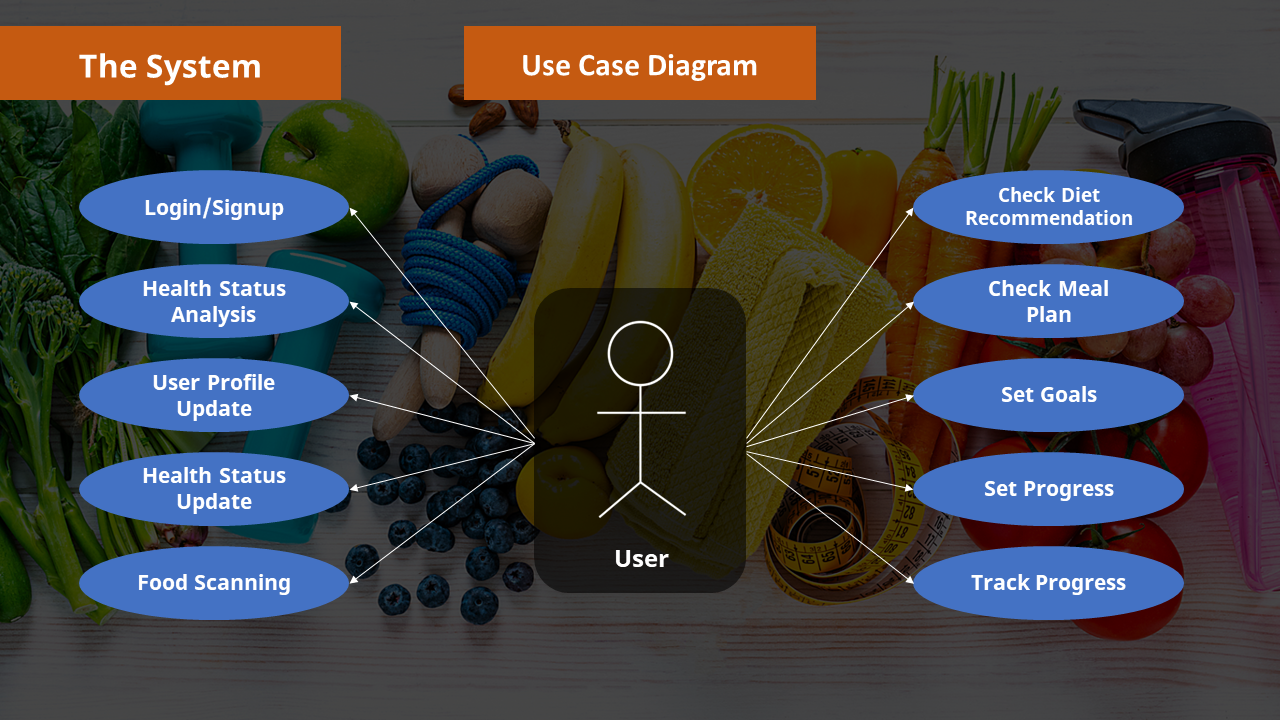 The System
Use Case Diagram
Login/Signup
Health Status
Analysis
User Profile
Update
Health Status
Update
Food Scanning
User
Check Diet
Recommendation
Check Meal
Plan
Set Goals
Set Progress
Track Progress